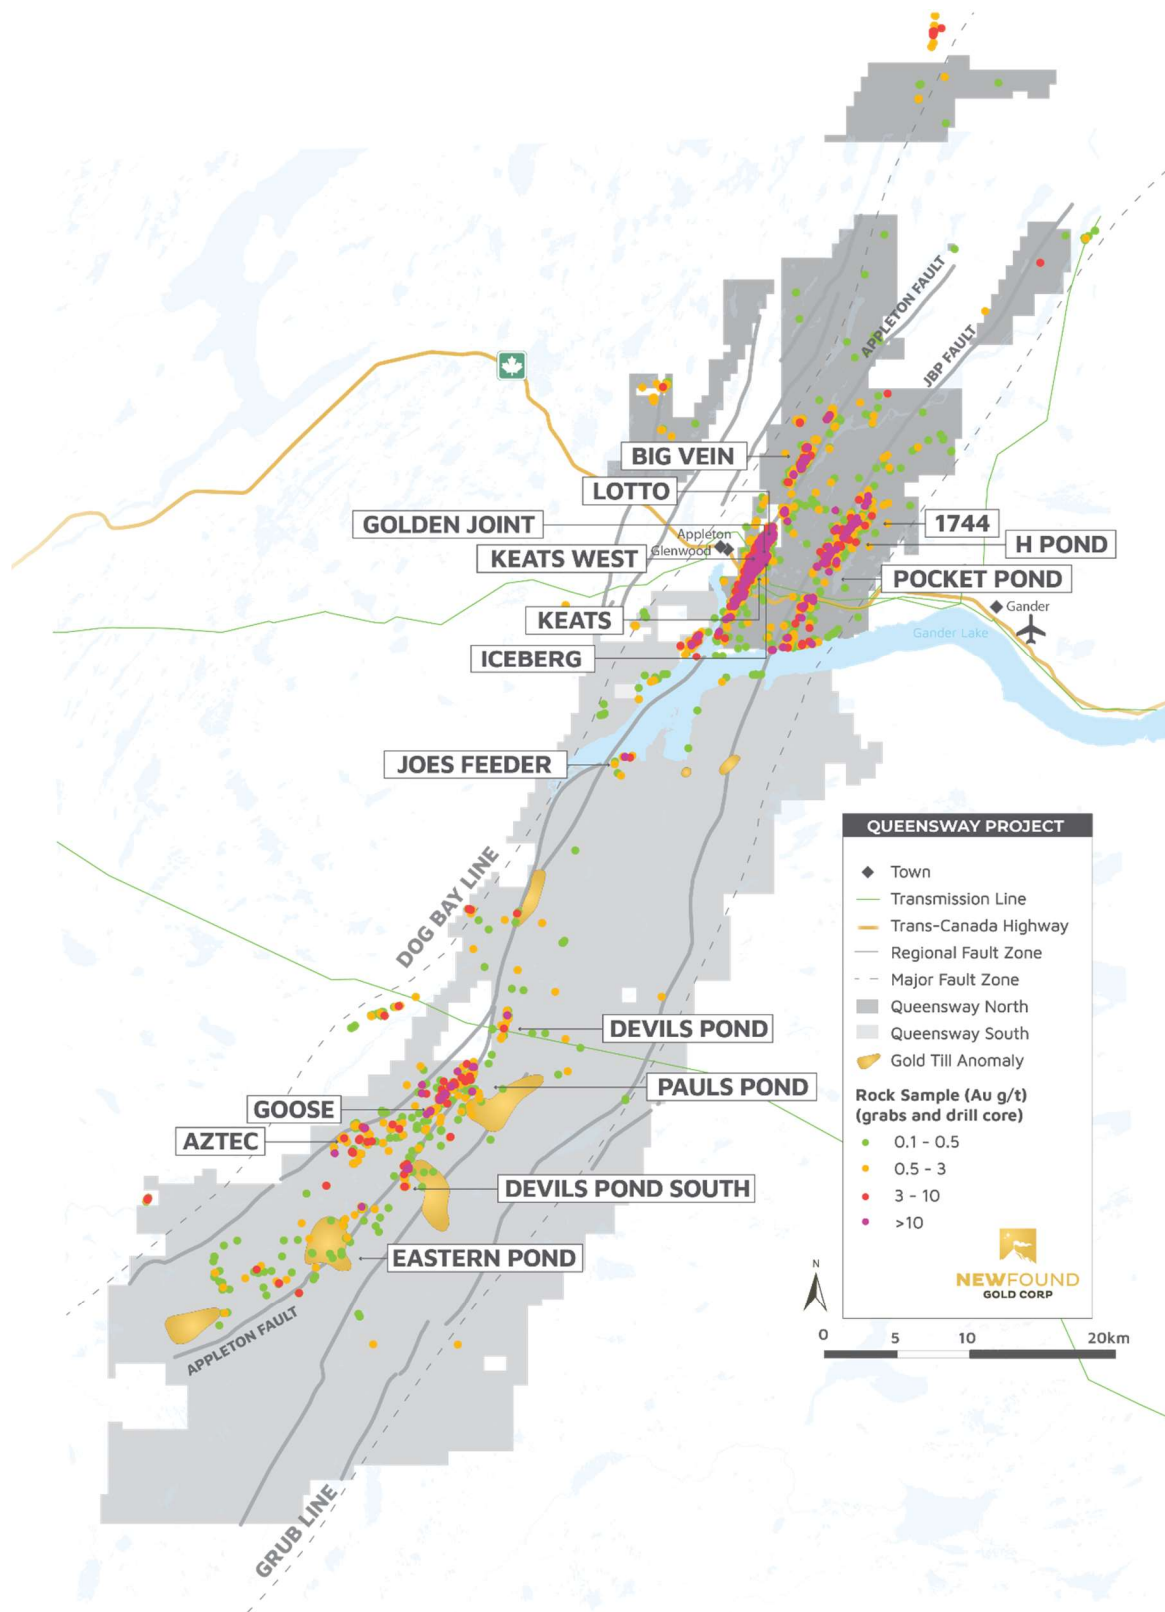 APPLETON FAULT
JBP FAULT
BIG VEIN
LOTTO
GOLDEN JOINT
1744
Appleton
H POND
KEATS WEST
Glenwood
POCKET POND
KEATS
Gander
Gander Lake
ICEBERG
JOES FEEDER
DOG BAY LINE
DEVILS POND
PAULS POND
GOOSE
AZTEC
DEVILS POND SOUTH
EASTERN POND
APPLETON FAULT
GRUB LINE
QUEENSWAY PROJECT
Town
Transmission Line
Trans-Canada Highway
Regional Fault Zone
Major Fault Zone
Queensway North
Queensway South
Gold Till Anomaly
Rock Sample (Au g/t)
(grabs and drill core)
0.1 - 0.5
0.5 - 3
3 - 10
>10
NEWFOUND
GOLD CORP
N
0 5 10 20km